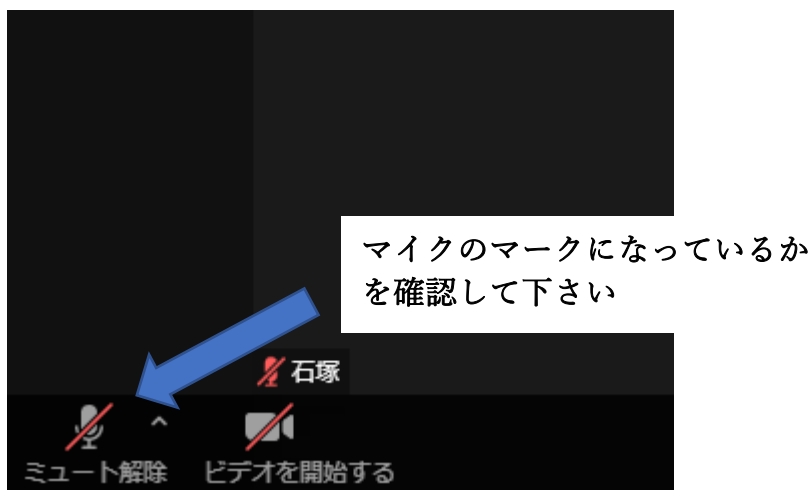 マイクのマークになっているか
を確認して下さい
石塚
ミュート解除
ビデオを開始する